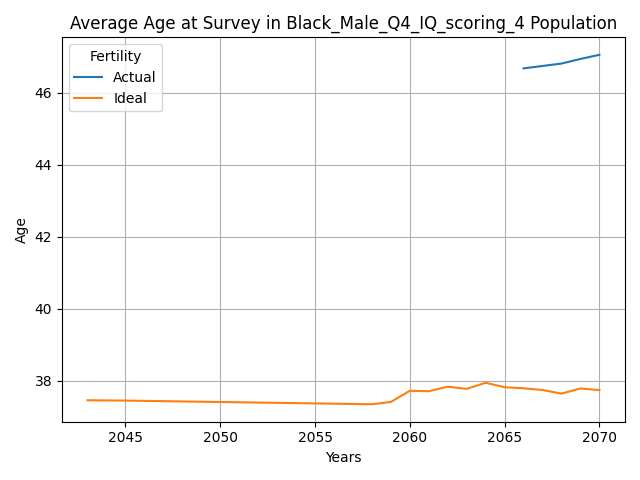 Average Age at Survey in Black_Male_Q4_IQ_scoring_4 Population
Fertility
Actual
Ideal
46
44
42
40
38
Age
2045 2050 2055 2060 2065 2070
Years